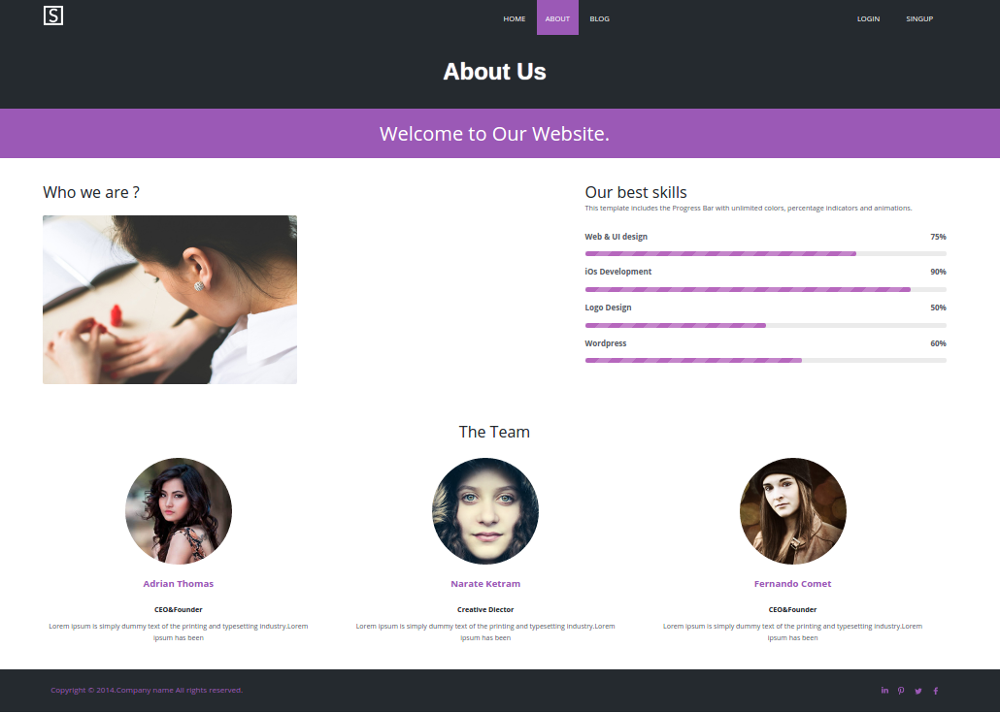 S
HOME ABOUT BLOG LOGIN SINGUP
About Us
Welcome to Our Website.
Who we are ?
Our best skills
This template includes the Progress Bar with unlimited colors, percentage indicators and animations.
Web & UI design 75%
iOs Development 90%
Logo Design 50%
Wordpress 60%
The Team
Adrian Thomas
CEO&Founder
Lorem ipsum is simply dummy text of the printing and typesetting industry.Lorem
ipsum has been
Narate Ketram
Creative Diector
Lorem ipsum is simply dummy text of the printing and typesetting industry.Lorem
ipsum has been
Fernando Comet
CEO&Founder
Lorem ipsum is simply dummy text of the printing and typesetting industry.Lorem
ipsum has been
Copyright © 2014.Company name All rights reserved.